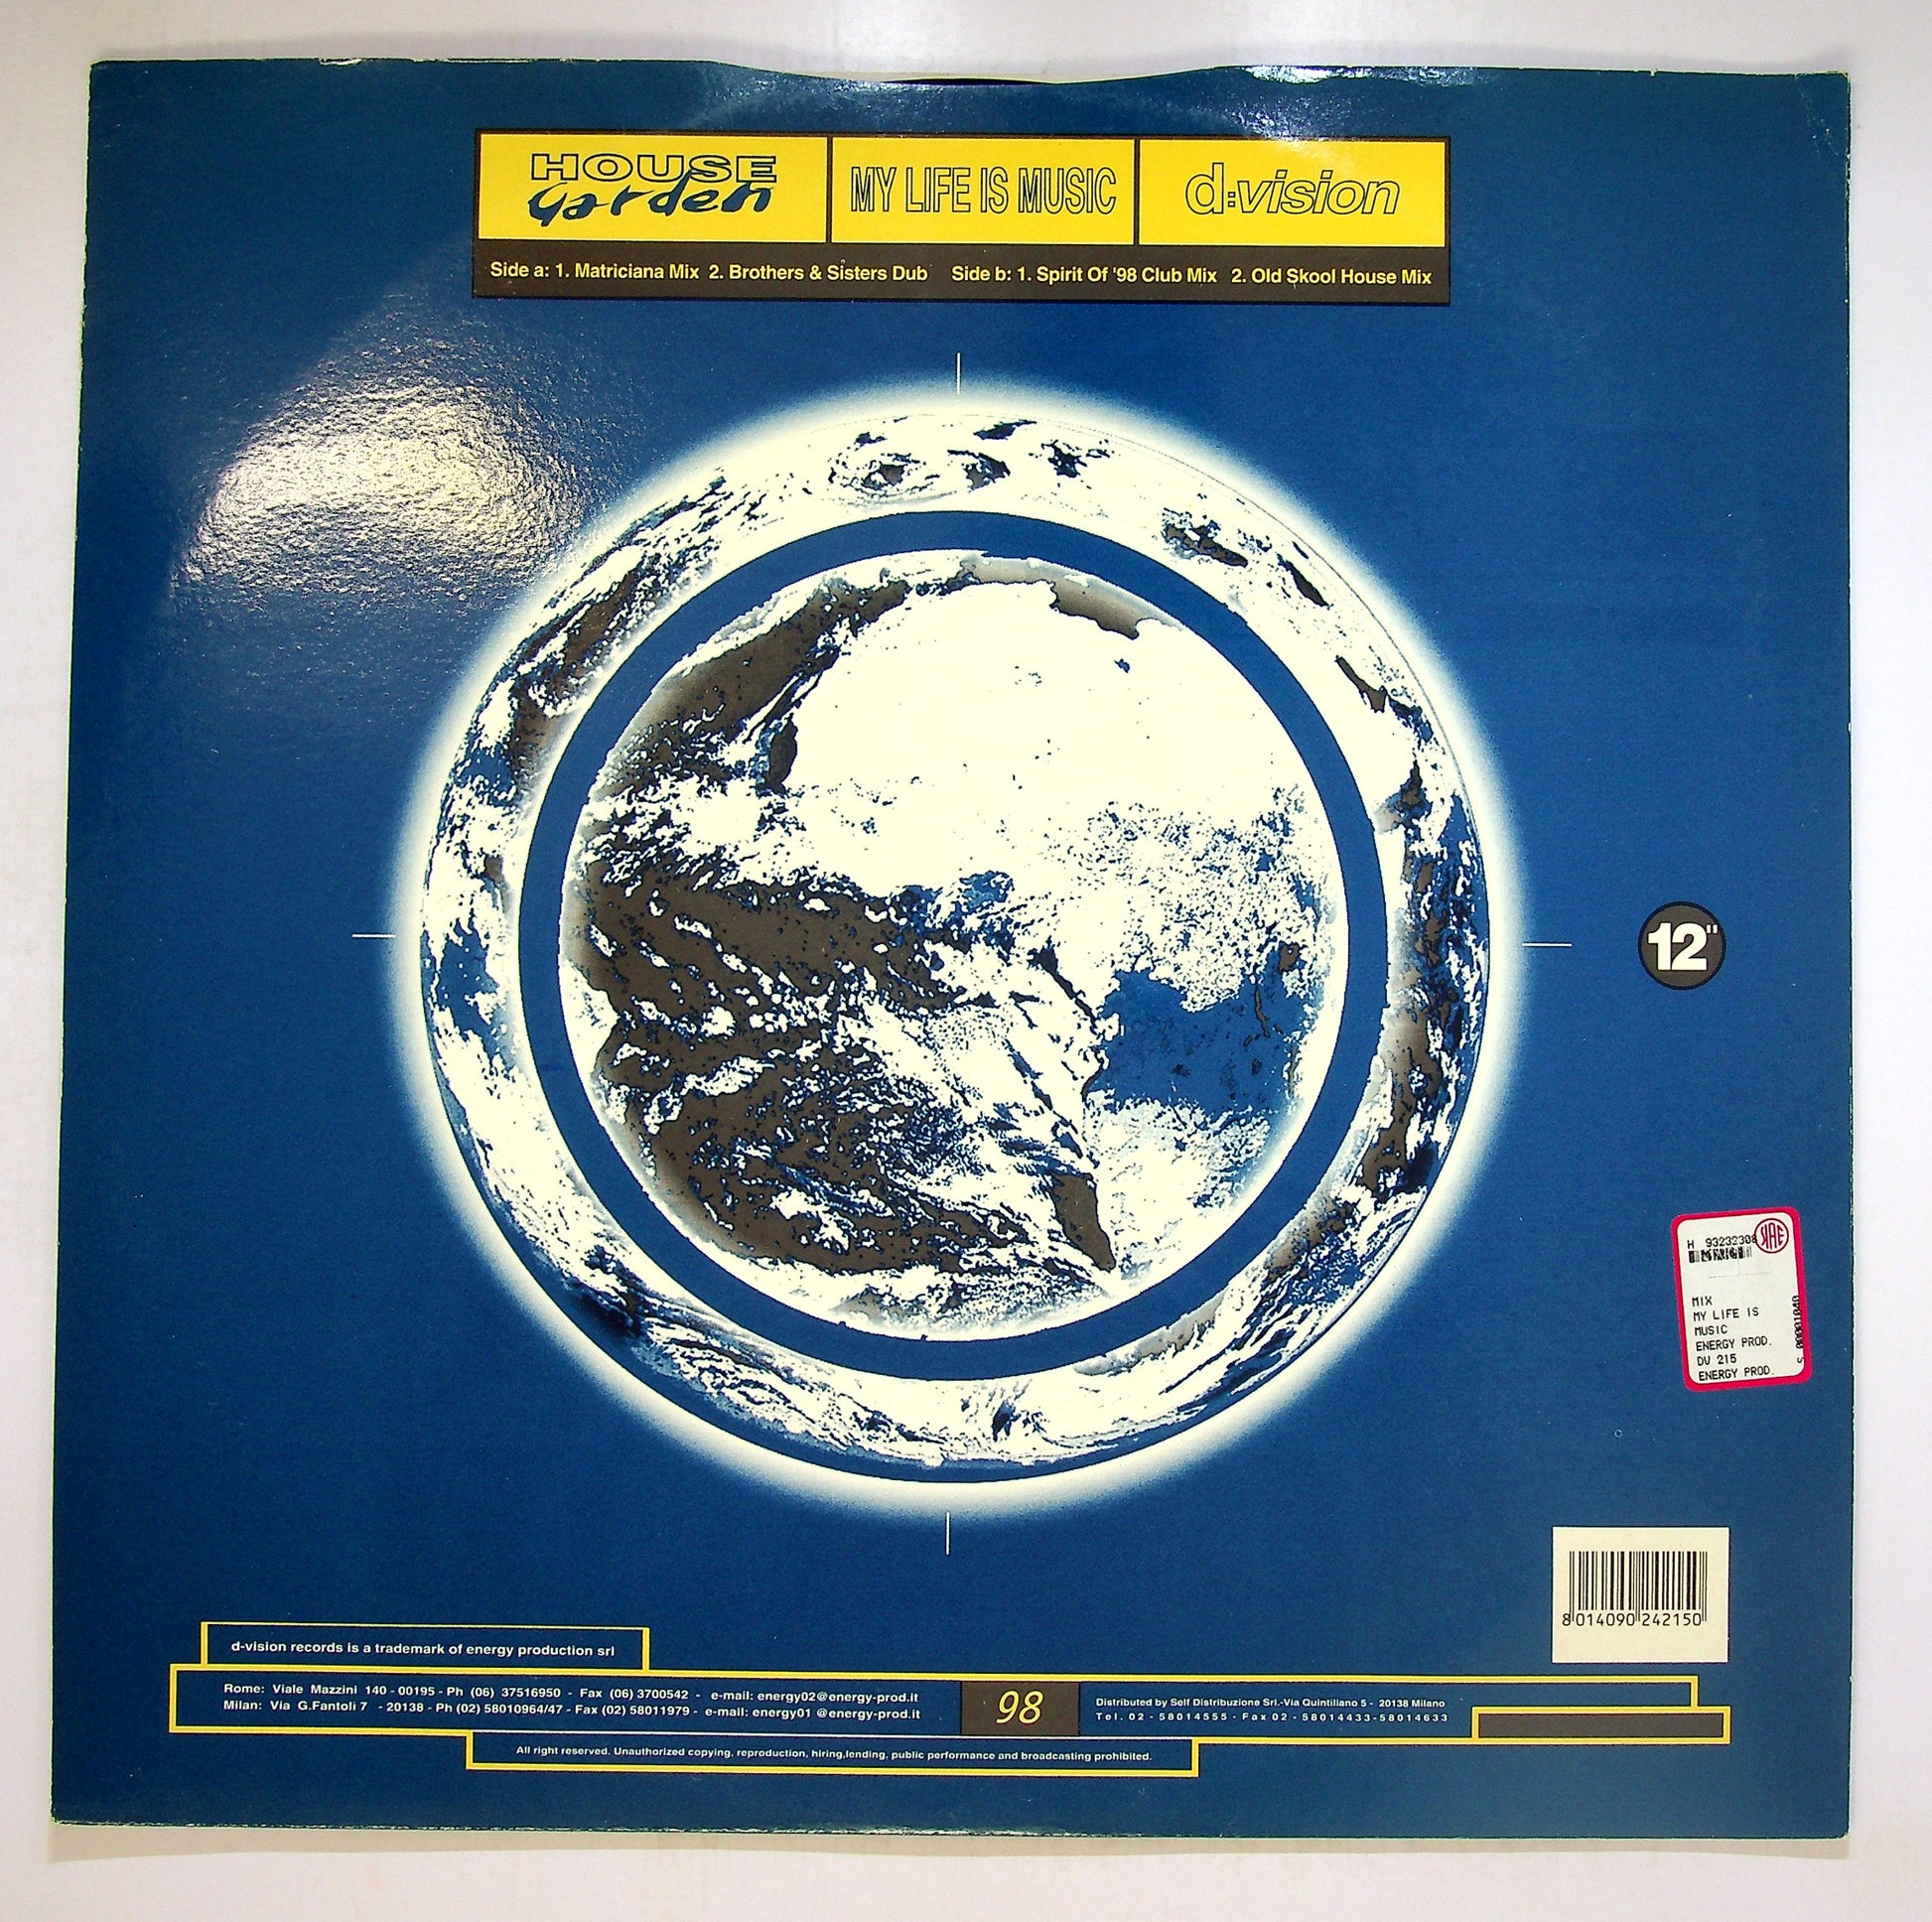 HOUSE
garden
MY LIFE IS MUSIC
d:vision
Side a: 1. Matriciana Mix 2. Brothers & Sisters Dub Side b: 1. Spirit Of '98 Club Mix 2. Old Skool House Mix
12"
H 93232308
SIAE
MIX
MY LIFE IS
MUSIC
ENERGY PROD.
DV 215
ENERGY PROD.
8 014090 242150
d-vision records is a trademark of energy production srl
Rome: Viale Mazzini 140 - 00195 - Ph (06) 37516950 - Fax (06) 3700542 - e-mail: energy02@energy-prod.it
Milan: Via G.Fantoli 7 - 20138 - Ph (02) 58010964/47 - Fax (02) 58011979 - e-mail: energy01 @energy-prod.it
98
Distributed by Self Distribuzione Srl.-Via Quintiliano 5 - 20138 Milano
Tel. 02 - 58014555 - Fax 02 - 58014433-58014633
All right reserved. Unauthorized copying, reproduction, hiring,lending, public performance and broadcasting prohibited.